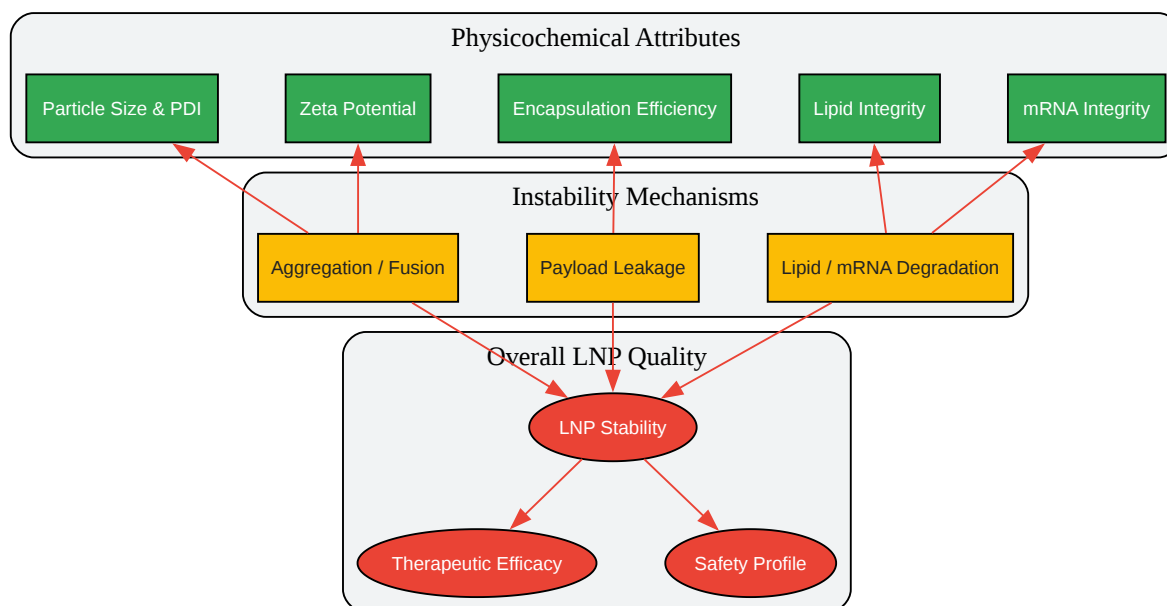 Physicochemical Attributes
Particle Size & PDI
Zeta Potential
Encapsulation Efficiency
Lipid Integrity
mRNA Integrity
Instability Mechanisms
Aggregation / Fusion
Payload Leakage
Lipid / mRNA Degradation
Overall LNP Quality
LNP Stability
Therapeutic Efficacy
Safety Profile